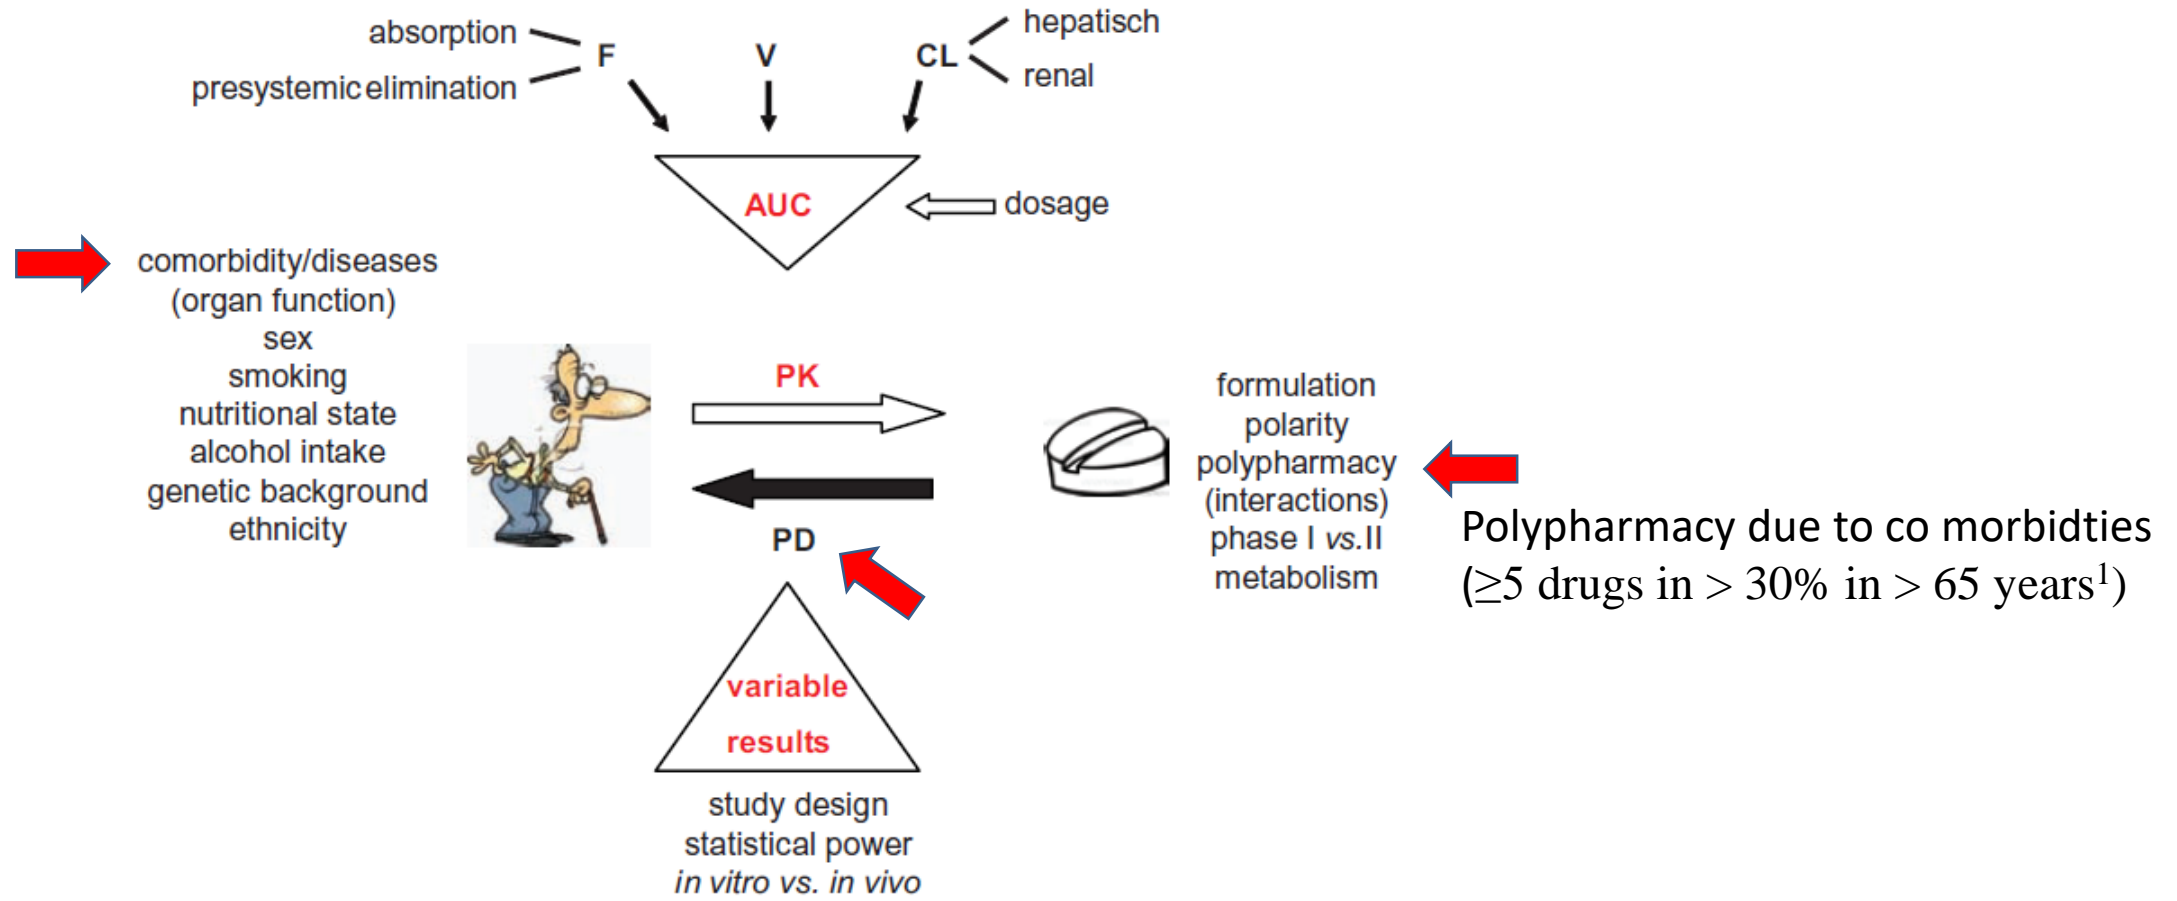 absorption
presystemic elimination
F
V
CL
hepatisch
renal
AUC
dosage
comorbidity/diseases
(organ function)
sex
smoking
nutritional state
alcohol intake
genetic background
ethnicity
PK
PD
formulation
polarity
polypharmacy
(interactions)
phase I vs.II
metabolism
Polypharmacy due to co morbidties
(≥5 drugs in > 30% in > 65 years¹)
variable
results
study design
statistical power
in vitro vs. in vivo